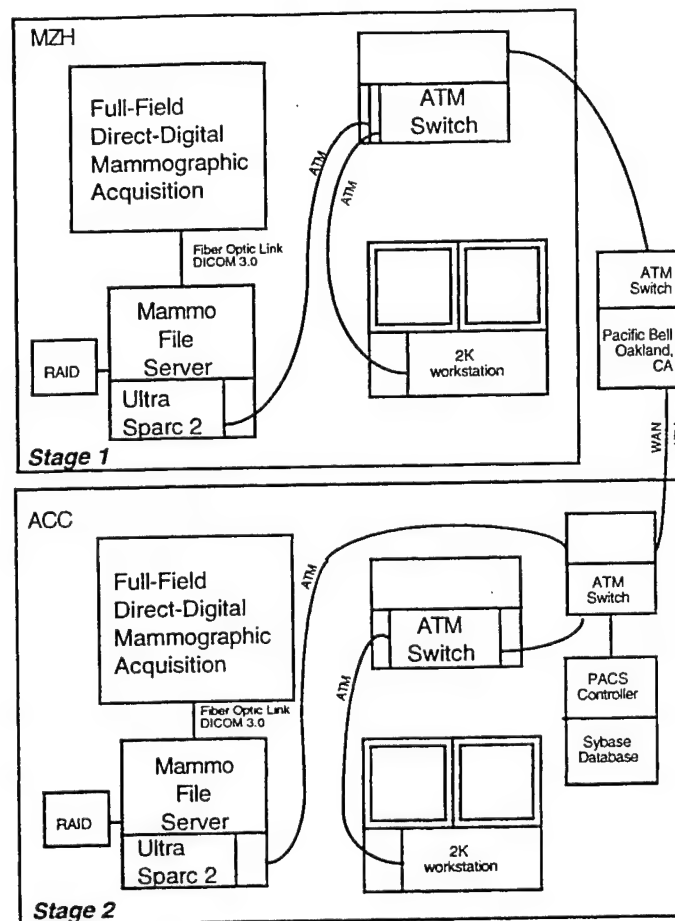 MZH
Full-Field
Direct-Digital
Mammographic
Acquisition
ATM
Switch
ATM
ATM
Fiber Optic Link
DICOM 3.0
Mammo
File
Server
RAID
Ultra
Sparc 2
2K
workstation
Stage 1
ATM
Switch
Pacific Bell
Oakland,
CA
WAN
ACC
Full-Field
Direct-Digital
Mammographic
Acquisition
ATM
ATM
Switch
ATM
Switch
ATM
Fiber Optic Link
DICOM 3.0
PACS
Controller
Sybase
Database
Mammo
File
Server
RAID
Ultra
Sparc 2
2K
workstation
Stage 2